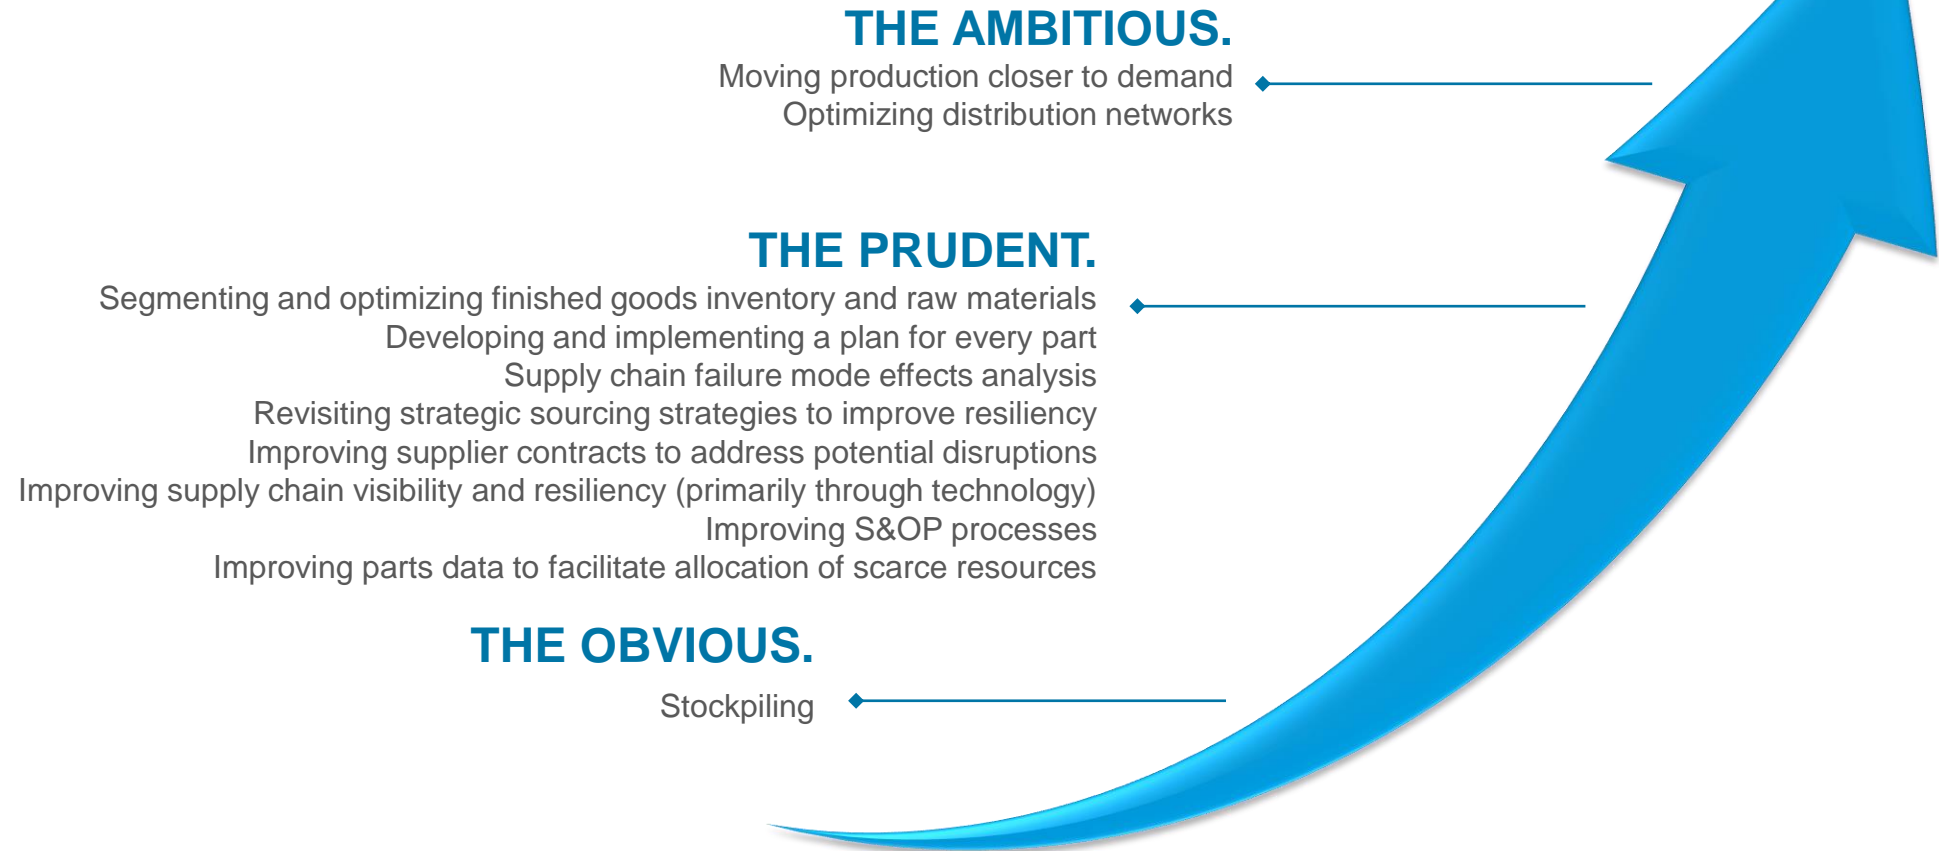 THE AMBITIOUS.
Moving production closer to demand
Optimizing distribution networks
THE PRUDENT.
Segmenting and optimizing finished goods inventory and raw materials
Developing and implementing a plan for every part
Supply chain failure mode effects analysis
Revisiting strategic sourcing strategies to improve resiliency
Improving supplier contracts to address potential disruptions
Improving supply chain visibility and resiliency (primarily through technology)
Improving S&OP processes
Improving parts data to facilitate allocation of scarce resources
THE OBVIOUS.
Stockpiling